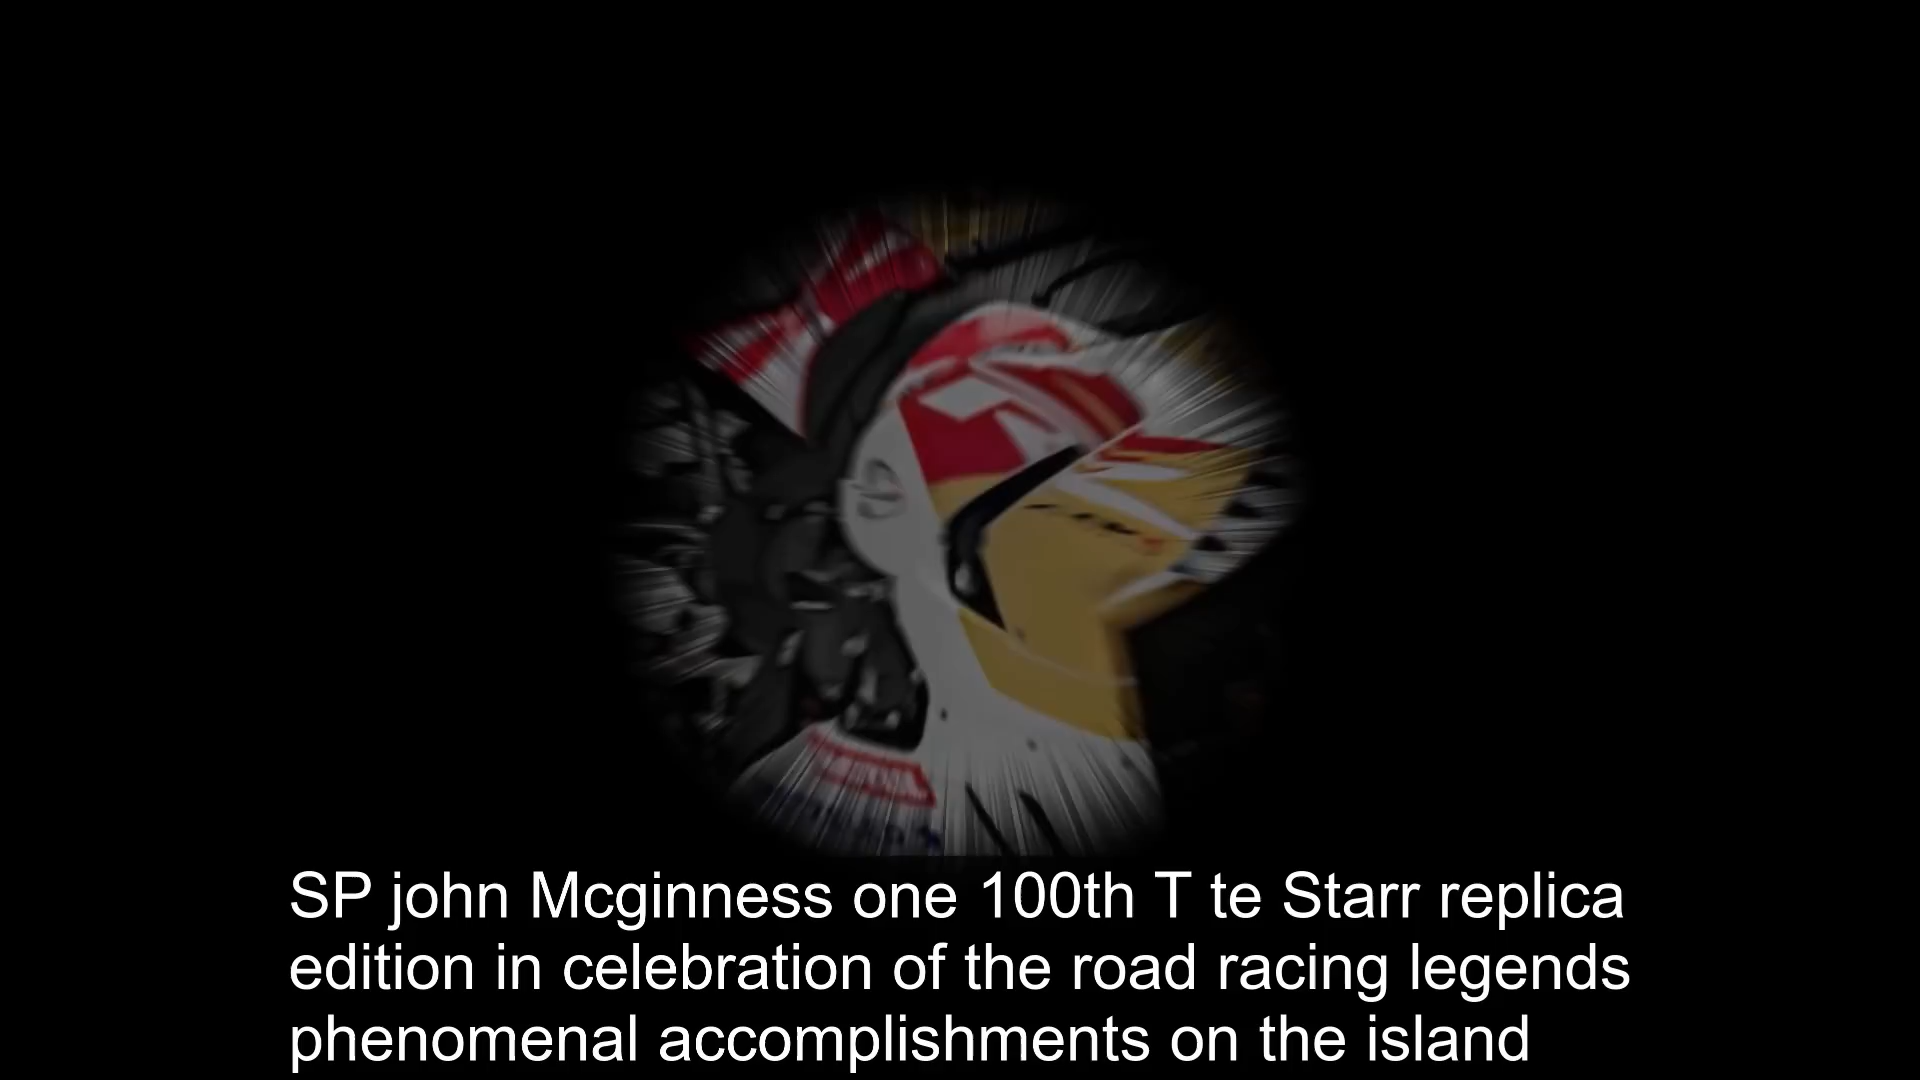 SP john Mcginness one 100th T te Starr replica
edition in celebration of the road racing legends
phenomenal accomplishments on the island